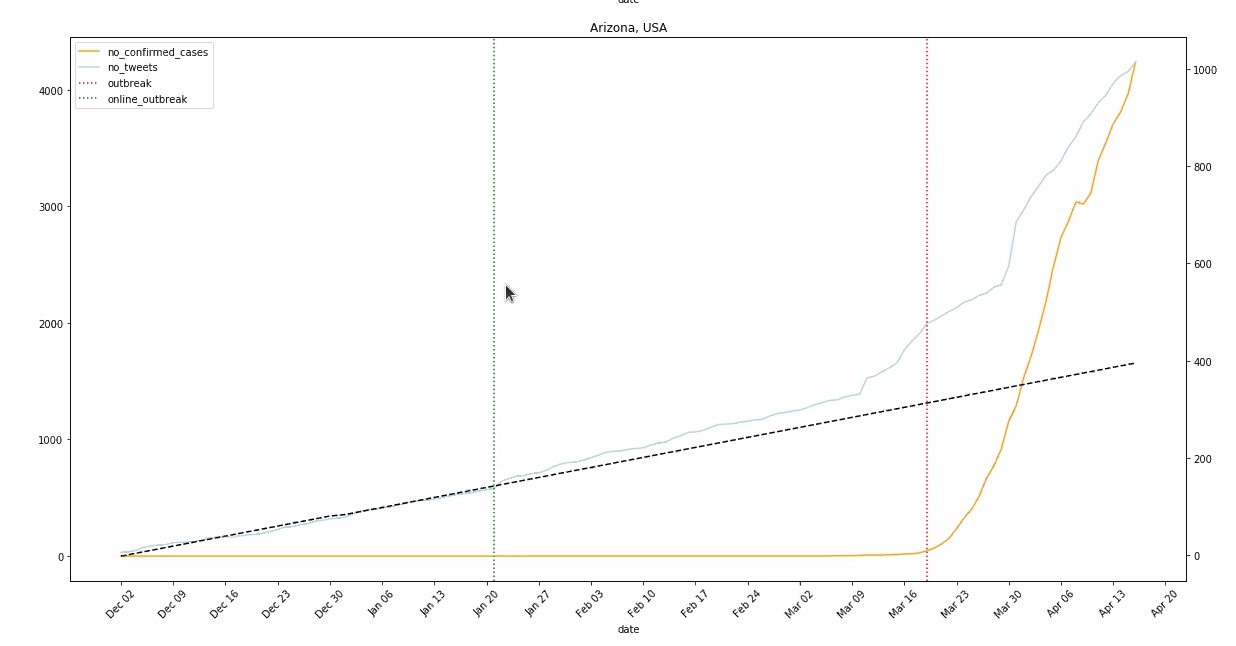 date
Arizona, USA
no_confirmed_cases
no_tweets
outbreak
online_outbreak
4000
3000
2000
1000
0
1000
800
600
400
200
0
Dec 02
Dec 09
Dec 16
Dec 23
Dec 30
Jan 06
Jan 13
Jan 20
Jan 27
Feb 03
Feb 10
Feb 17
Feb 24
Mar 02
Mar 09
Mar 16
Mar 23
Mar 30
Apr 06
Apr 13
Apr 20
date